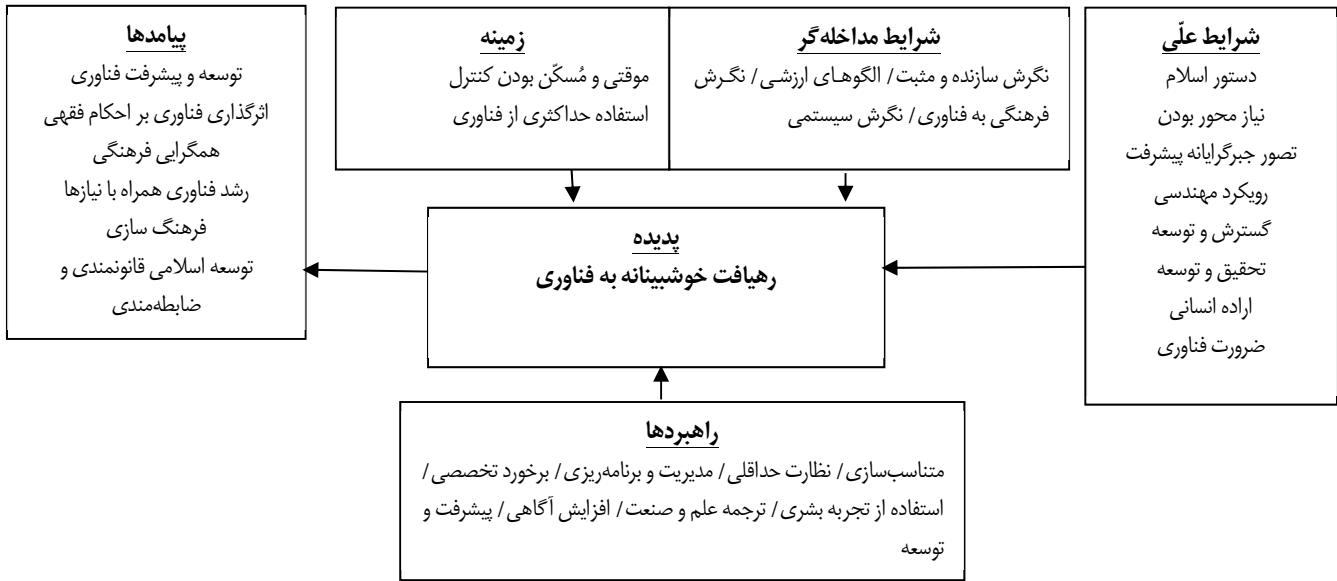 شرایط علّی
دستور اسلام
نیاز محور بودن
تصور جبرگرایانه پیشرفت
رویکرد مهندسی
گسترش و توسعه
تحقیق و توسعه
اراده انسانی
ضرورت فناوری
شرایط مداخله‌گر
نگرش سازنده و مثبت/ الگوهای ارزشی/ نگرش
فرهنگی به فناوری/ نگرش سیستمی
زمینه
موقتی و مُسکّن بودن کنترل
استفاده حداکثری از فناوری
پدیده
رهیافت خوشبینانه به فناوری
راهبردها
متناسب‌سازی/ نظارت حداقلی/ مدیریت و برنامه‌ریزی/ برخورد تخصصی/
استفاده از تجربه بشری/ ترجمه علم و صنعت/ افزایش آگاهی/ پیشرفت و
توسعه
پیامدها
توسعه و پیشرفت فناوری
اثرگذاری فناوری بر احکام فقهی
همگرایی فرهنگی
رشد فناوری همراه با نیازها
فرهنگ سازی
توسعه اسلامی قانونمندی و
ضابطه‌مندی